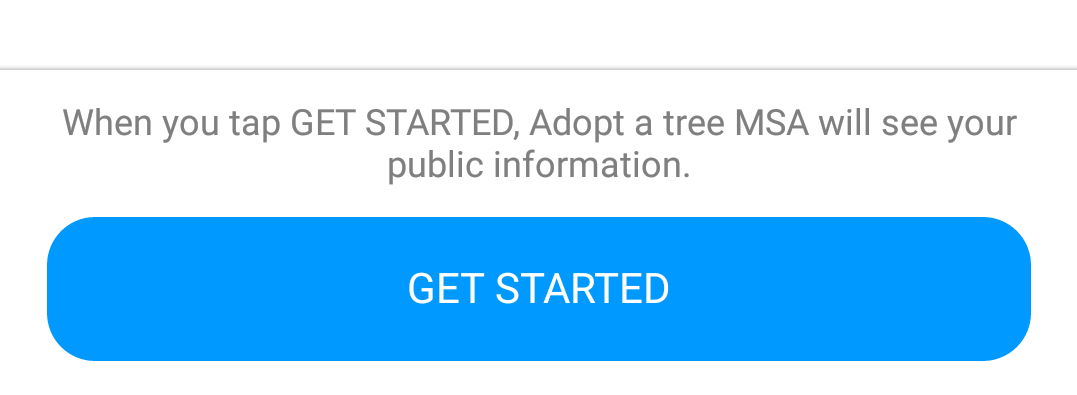 When you tap GET STARTED, Adopt a tree MSA will see your
public information.
GET STARTED